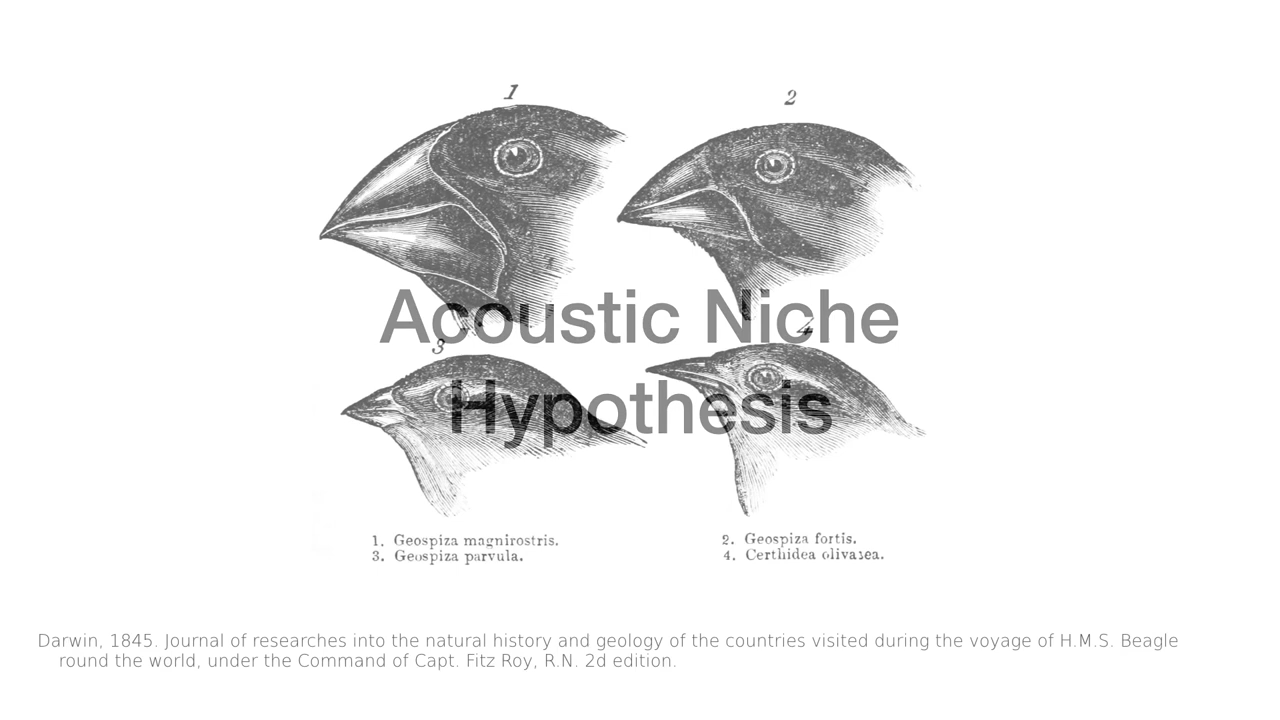 1
2
Acoustic Niche
3
4
Hypothesis
1. Geospiza magnirostris.
2. Geospiza fortis.
3. Geospiza parvula.
4. Certhidea olivasea.
Darwin, 1845. Journal of researches into the natural history and geology of the countries visited during the voyage of H.M.S. Beagle
round the world, under the Command of Capt. Fitz Roy, R.N. 2d edition.